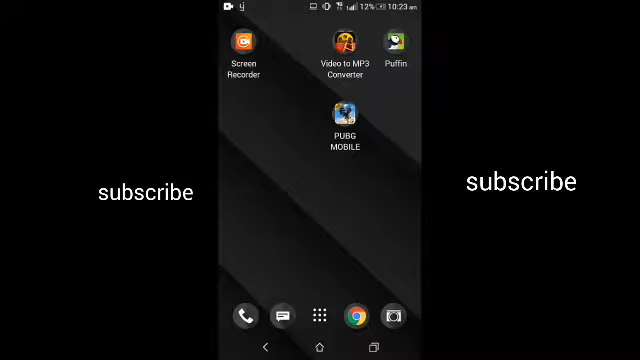 12% 10:23 am
Screen
Recorder
Video to MP3
Converter
Puffin
PUBG
MOBILE
subscribe
subscribe